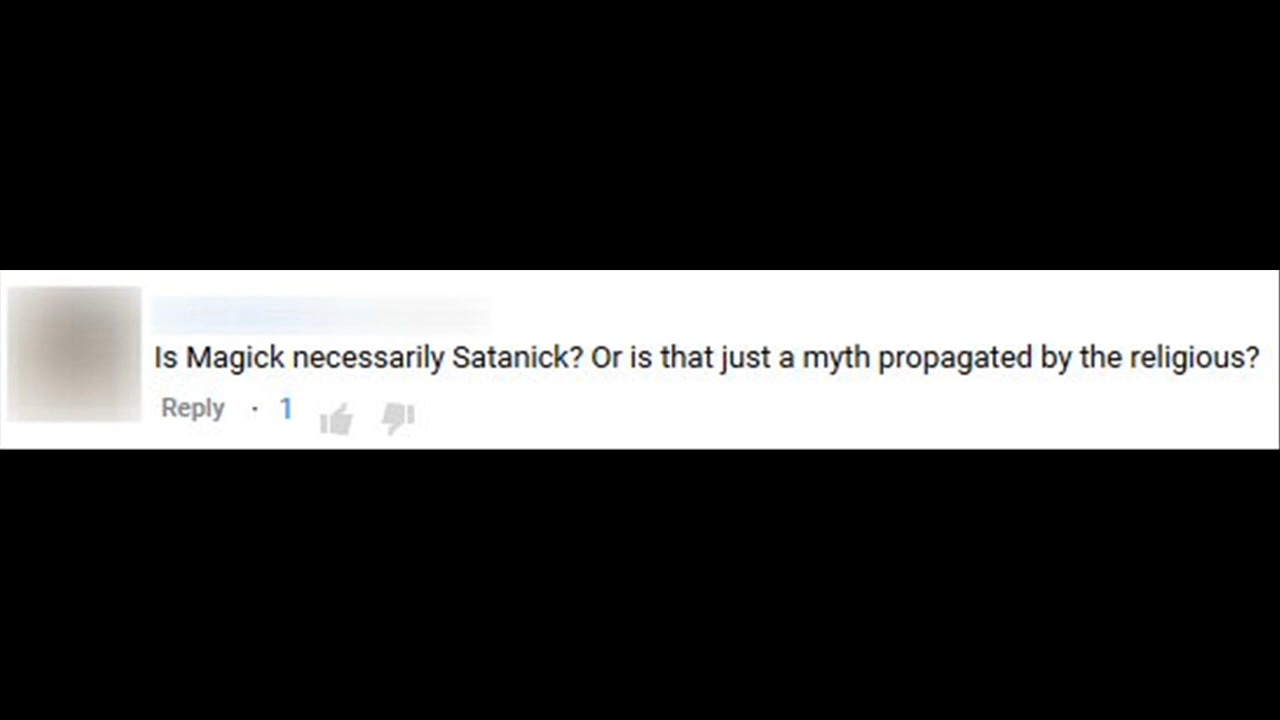 Is Magick necessarily Satanick? Or is that just a myth propagated by the religious?
Reply · 1